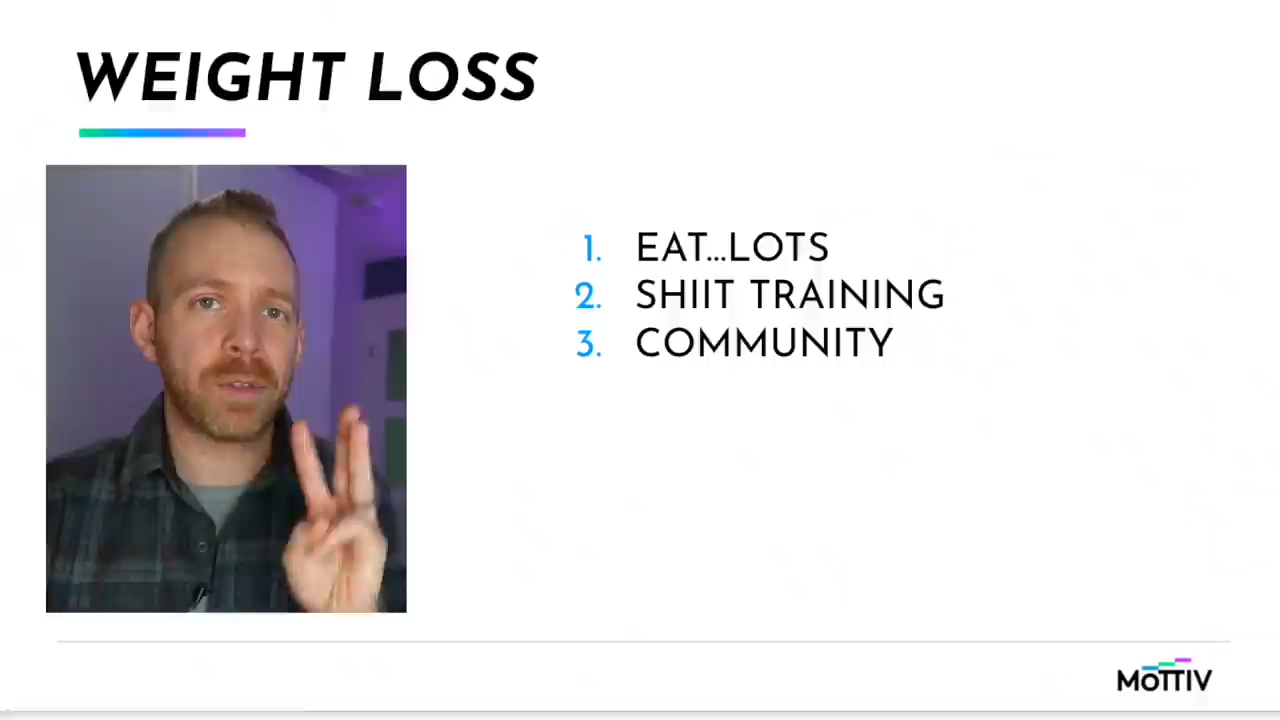 WEIGHT LOSS
1. EAT...LOTS
2. SHIIT TRAINING
3. COMMUNITY
MOTTIV